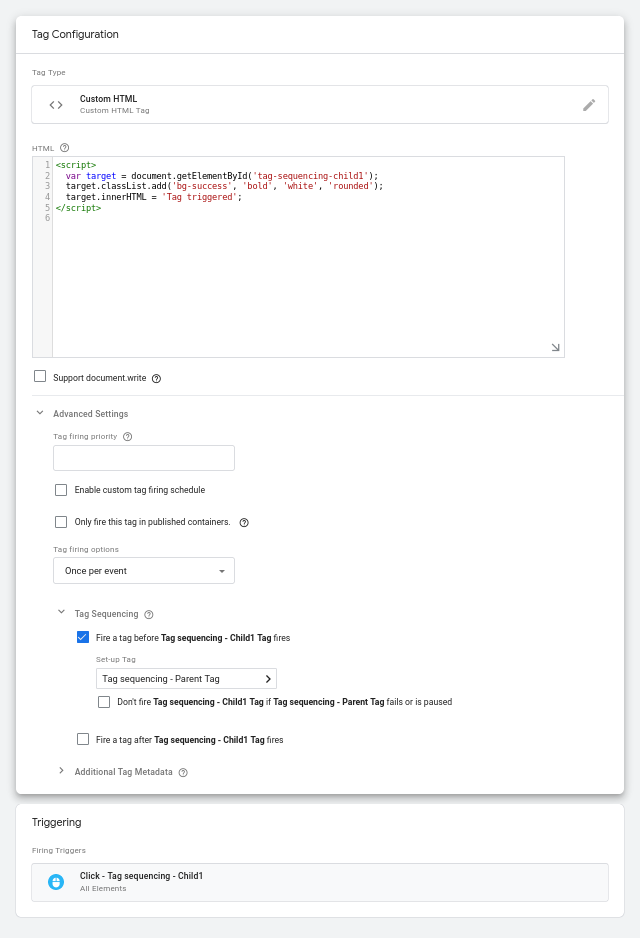 Tag Configuration
Tag Type
Custom HTML
Custom HTML Tag
HTML
1 <script>
2   var target = document.getElementById('tag-sequencing-child1');
3   target.classList.add('bg-success', 'bold', 'white', 'rounded');
4   target.innerHTML = 'Tag triggered';
5 </script>
6
Support document.write
Advanced Settings
Tag firing priority
Enable custom tag firing schedule
Only fire this tag in published containers.
Tag firing options
Once per event
Tag Sequencing
Fire a tag before Tag sequencing - Child1 Tag fires
Set-up Tag
Tag sequencing - Parent Tag
Don't fire Tag sequencing - Child1 Tag if Tag sequencing - Parent Tag fails or is paused
Fire a tag after Tag sequencing - Child1 Tag fires
Additional Tag Metadata
Triggering
Firing Triggers
Click - Tag sequencing - Child1
All Elements